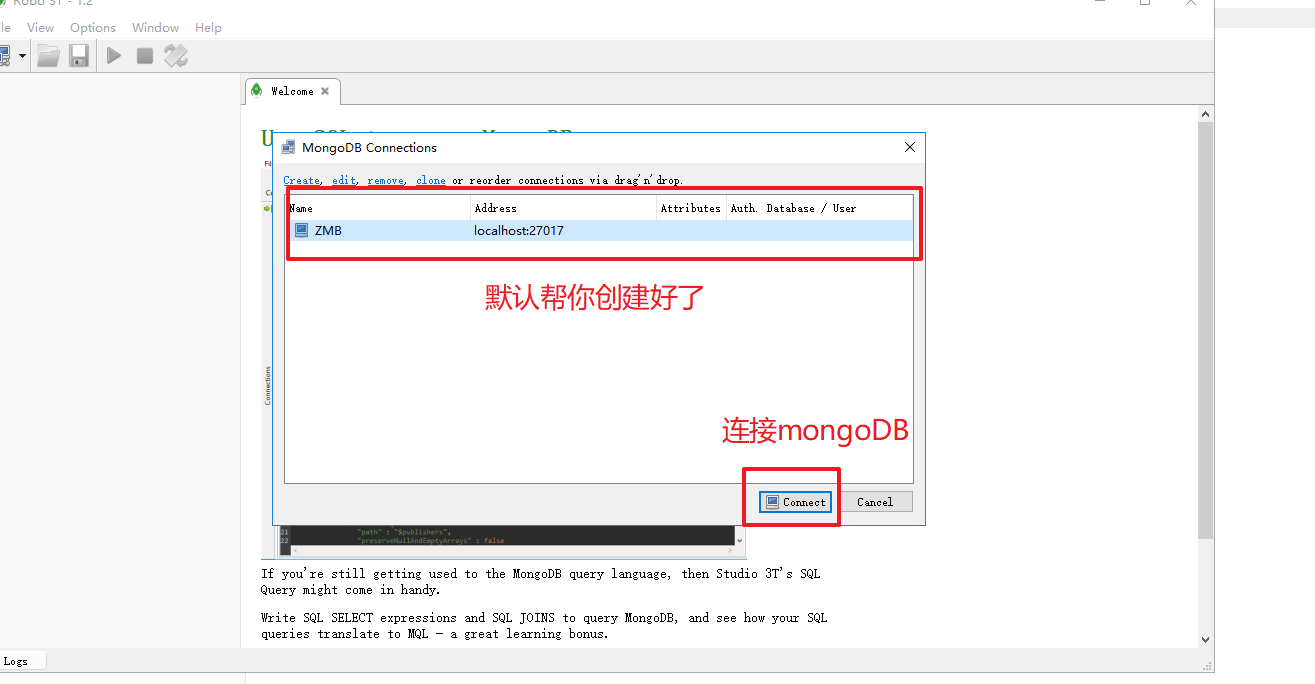 Robo 3T - 1.2
le View Options Window Help
Welcome
MongoDB Connections
Create, edit, remove, clone or reorder connections via drag'n'drop.
Name Address Attributes Auth. Database / User
ZMB localhost:27017
默认帮你创建好了
Connections
连接mongoDB
Connect Cancel
21 "path" : "$publishers",
22 "preserveNullAndEmptyArrays" : false
If you're still getting used to the MongoDB query language, then Studio 3T's SQL
Query might come in handy.
Write SQL SELECT expressions and SQL JOINS to query MongoDB, and see how your SQL
queries translate to MQL – a great learning bonus.
Logs